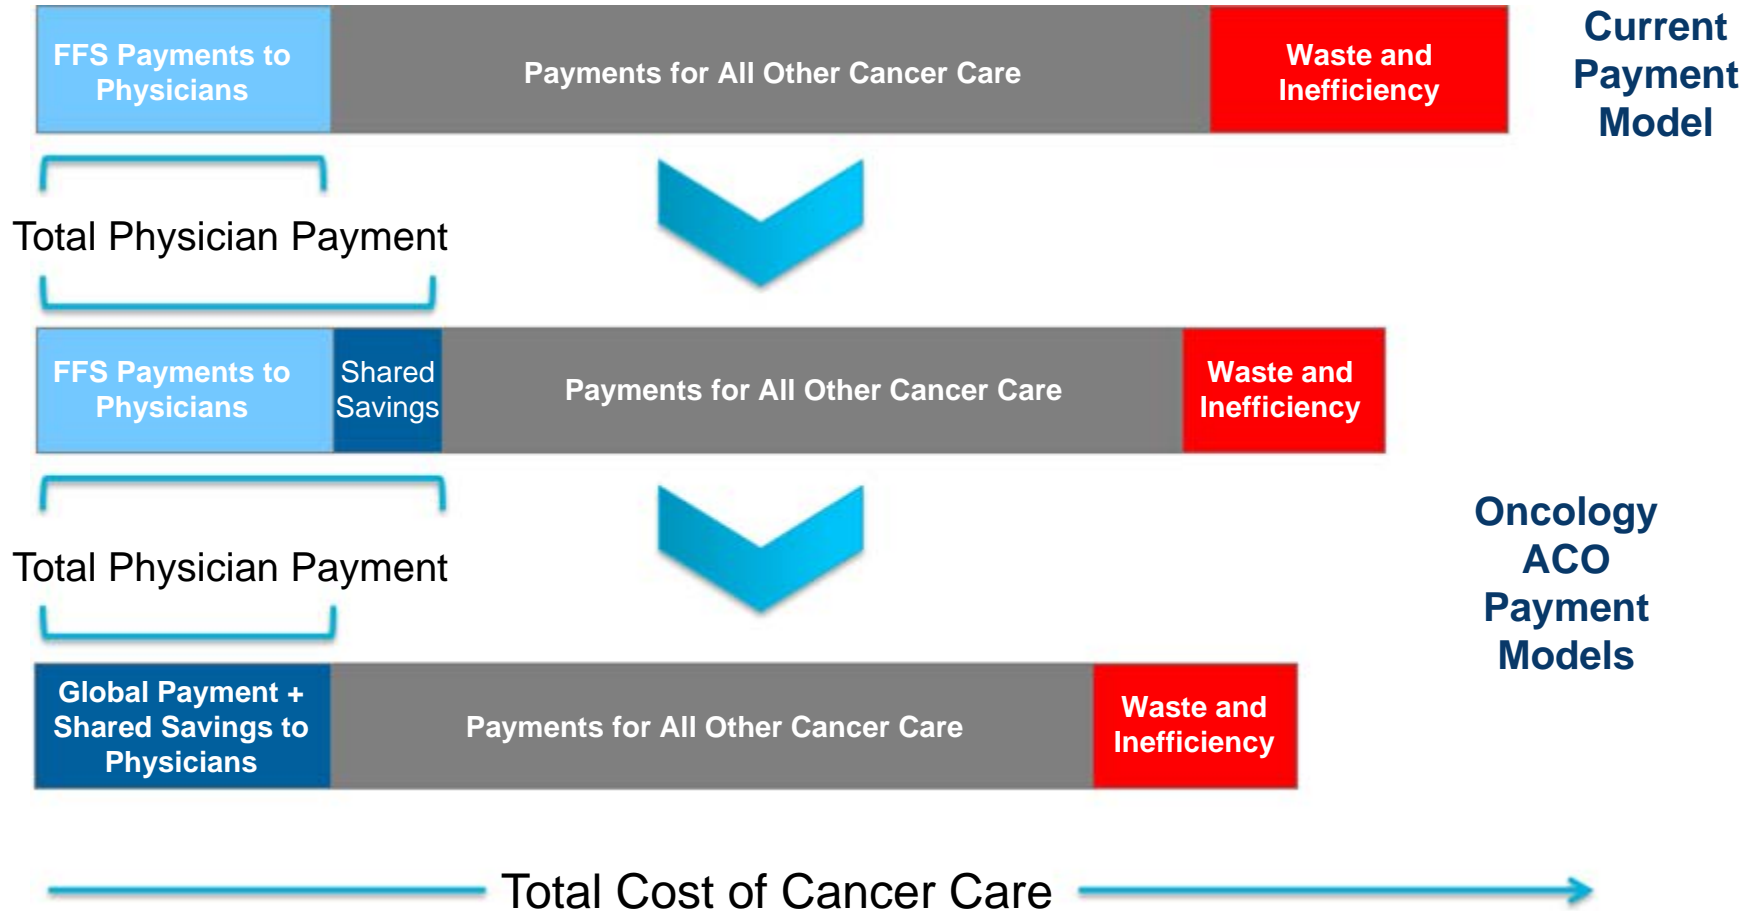 FFS Payments to
Physicians
Payments for All Other Cancer Care
Waste and
Inefficiency
Current
Payment
Model
Total Physician Payment
FFS Payments to
Physicians
Shared
Savings
Payments for All Other Cancer Care
Waste and
Inefficiency
Total Physician Payment
Oncology
ACO
Payment
Models
Global Payment +
Shared Savings to
Physicians
Payments for All Other Cancer Care
Waste and
Inefficiency
Total Cost of Cancer Care